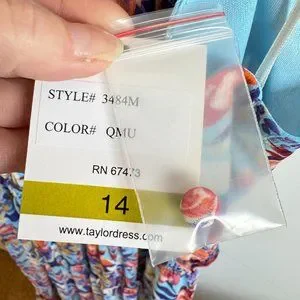 STYLE# 3484M
COLOR# QMU
RN 67473
14
www.taylordress.com